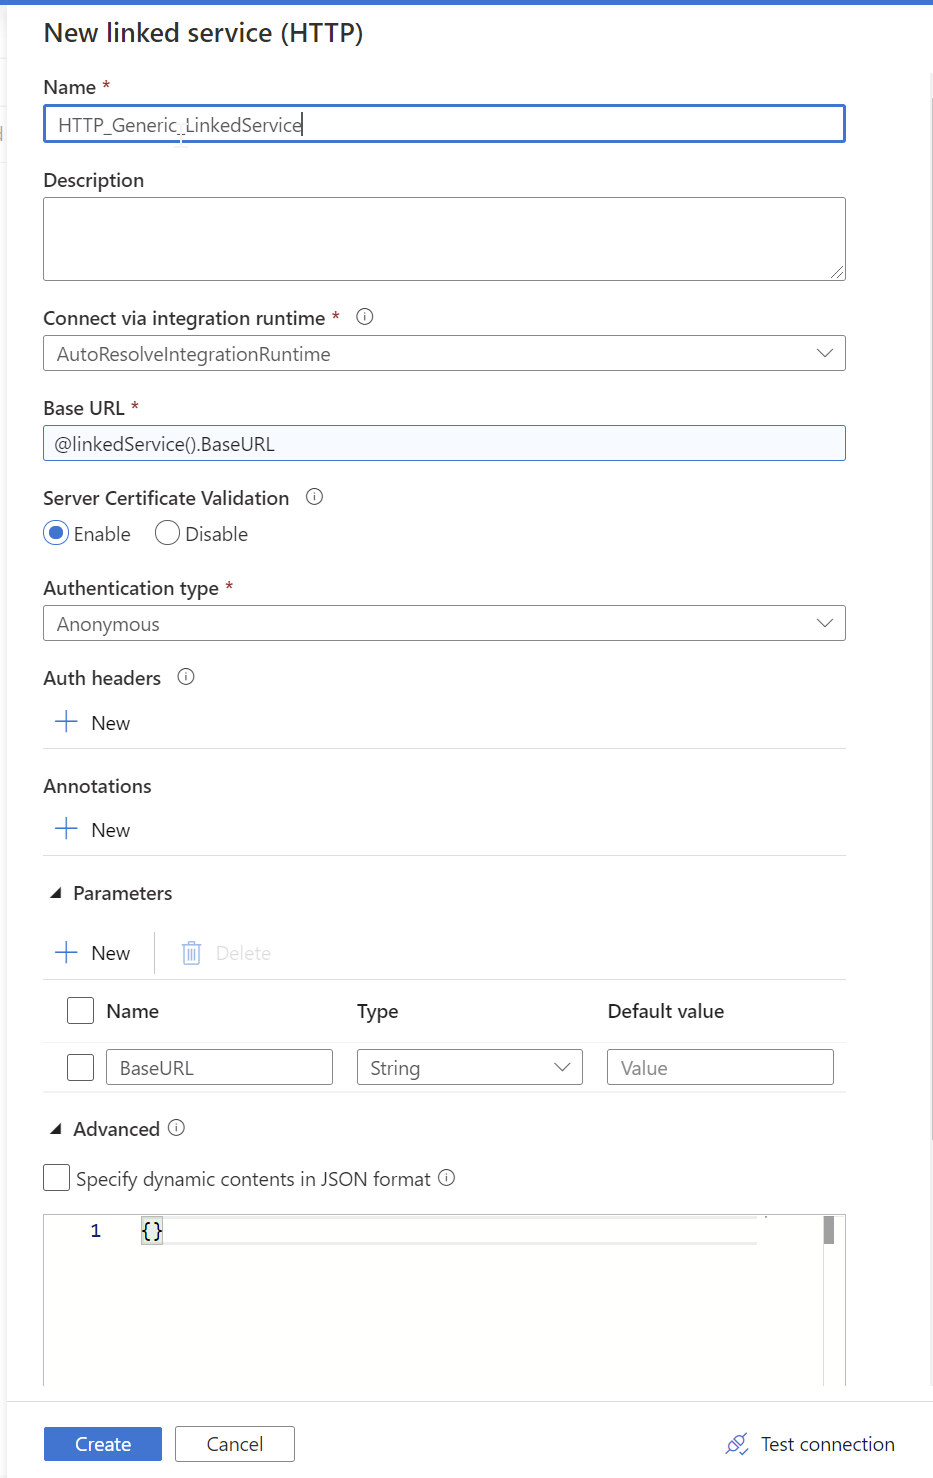 New linked service (HTTP)
Name *
HTTP_Generic_LinkedService
Description
Connect via integration runtime *
AutoResolveIntegrationRuntime
Base URL *
@linkedService().BaseURL
Server Certificate Validation
Enable Disable
Authentication type *
Anonymous
Auth headers
New
Annotations
New
Parameters
New Delete
Name Type Default value
BaseURL String Value
Advanced
Specify dynamic contents in JSON format
1 {}
Create Cancel Test connection